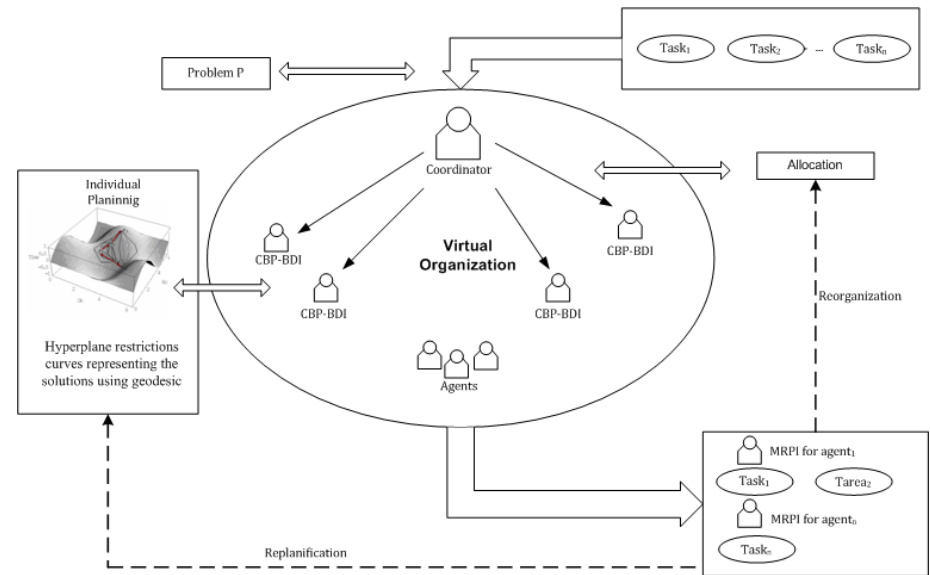 Task1 Task2 ... Taskn
Problem P
Coordinator
Allocation
Individual
Planinnig
CBP-BDI
CBP-BDI
Virtual
Organization
CBP-BDI
CBP-BDI
Reorganization
Hyperplane restrictions
curves representing the
solutions using geodesic
Agents
MRPI for agent1
Task1 Tarea2
MRPI for agentn
Taskn
Replanification